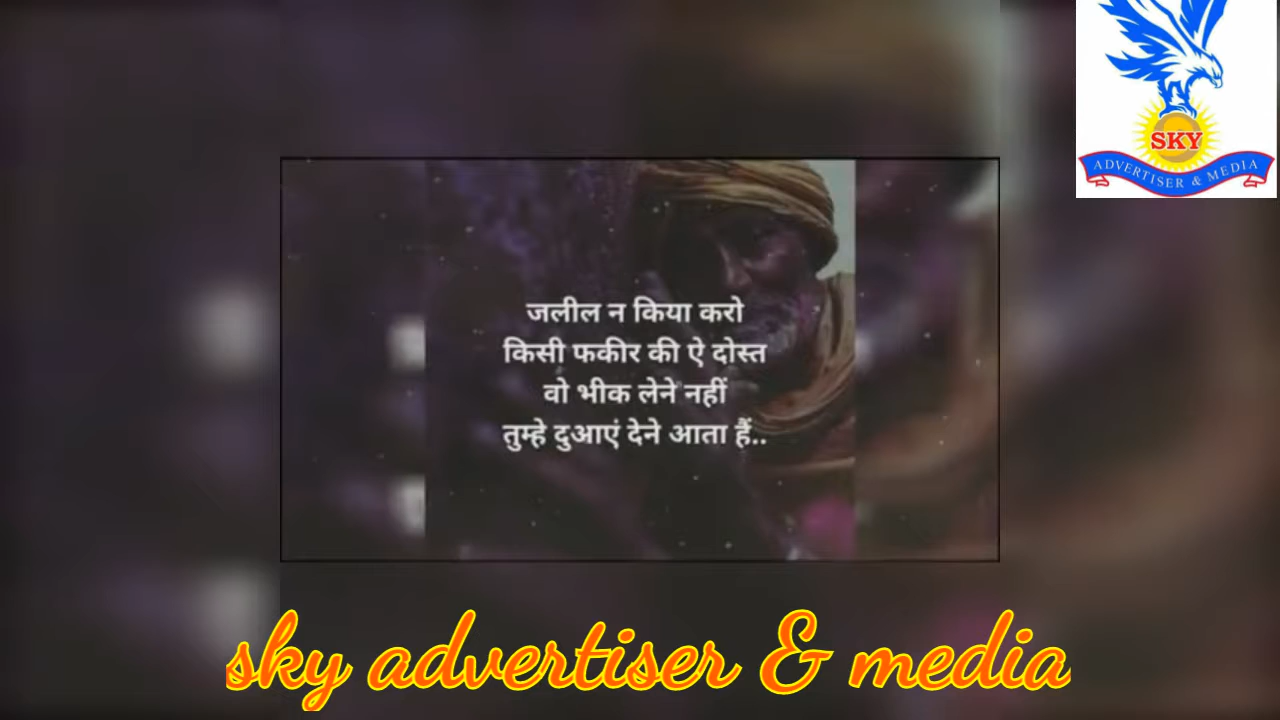 SKY
ADVERTISER & MEDIA
जलील न किया करो
किसी फकीर की ऐ दोस्त
वो भीक लेने नहीं
तुम्हे दुआएं देने आता हैं..
sky advertiser & media